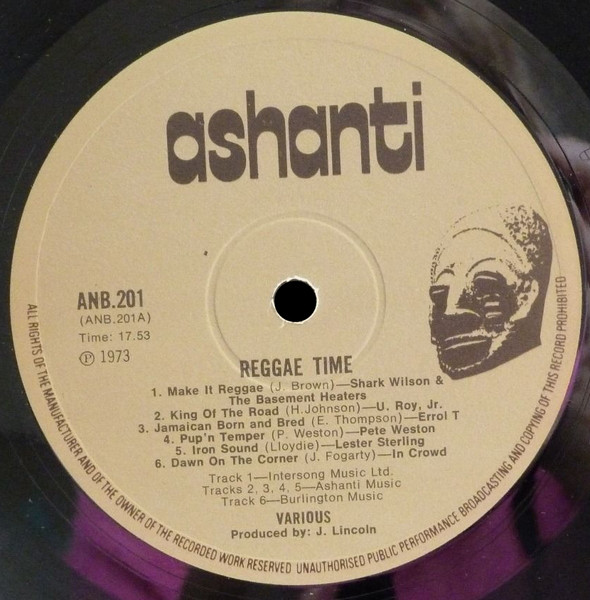 ashanti
ANB.201
(ANB.201A)
Time: 17.53
Ⓟ 1973
REGGAE TIME
1. Make It Reggae (J. Brown)—Shark Wilson &
The Basement Heaters
2. King Of The Road (H.Johnson)—U. Roy, Jr.
3. Jamaican Born and Bred (E. Thompson)—Errol T
4. Pup'n Temper (P. Weston)—Pete Weston
5. Iron Sound (Lloydie)—Lester Sterling
6. Dawn On The Corner (J. Fogarty)—In Crowd
Track 1—Intersong Music Ltd.
Tracks 2, 3, 4, 5—Ashanti Music
Track 6—Burlington Music
VARIOUS
Produced by: J. Lincoln
ALL RIGHTS OF THE MANUFACTURER AND OF THE OWNER OF THE RECORDED WORK RESERVED UNAUTHORISED PUBLIC PERFORMANCE BROADCASTING AND COPYING OF THIS RECORD PROHIBITED